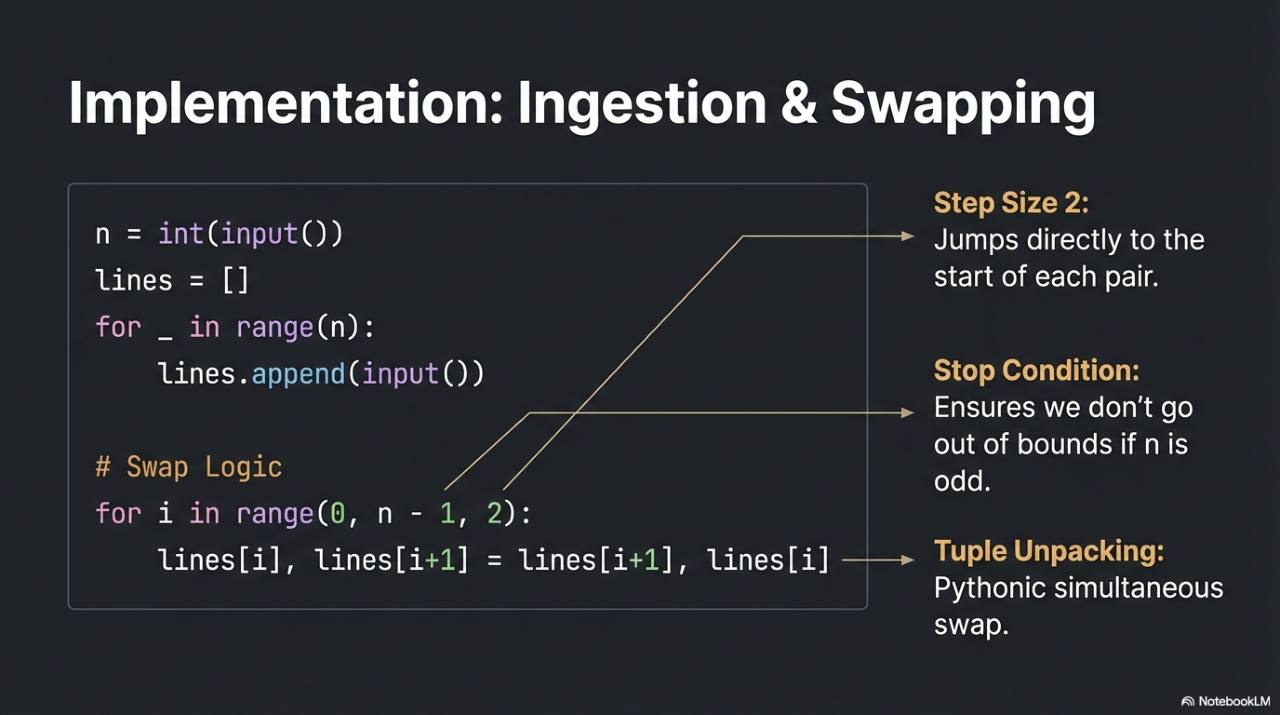 Implementation: Ingestion & Swapping
n = int(input())
lines = []
for _ in range(n):
    lines.append(input())
# Swap Logic
for i in range(0, n - 1, 2):
    lines[i], lines[i+1] = lines[i+1], lines[i]
Step Size 2:
Jumps directly to the
start of each pair.
Stop Condition:
Ensures we don't go
out of bounds if n is
odd.
Tuple Unpacking:
Pythonic simultaneous
swap.
NotebookLM